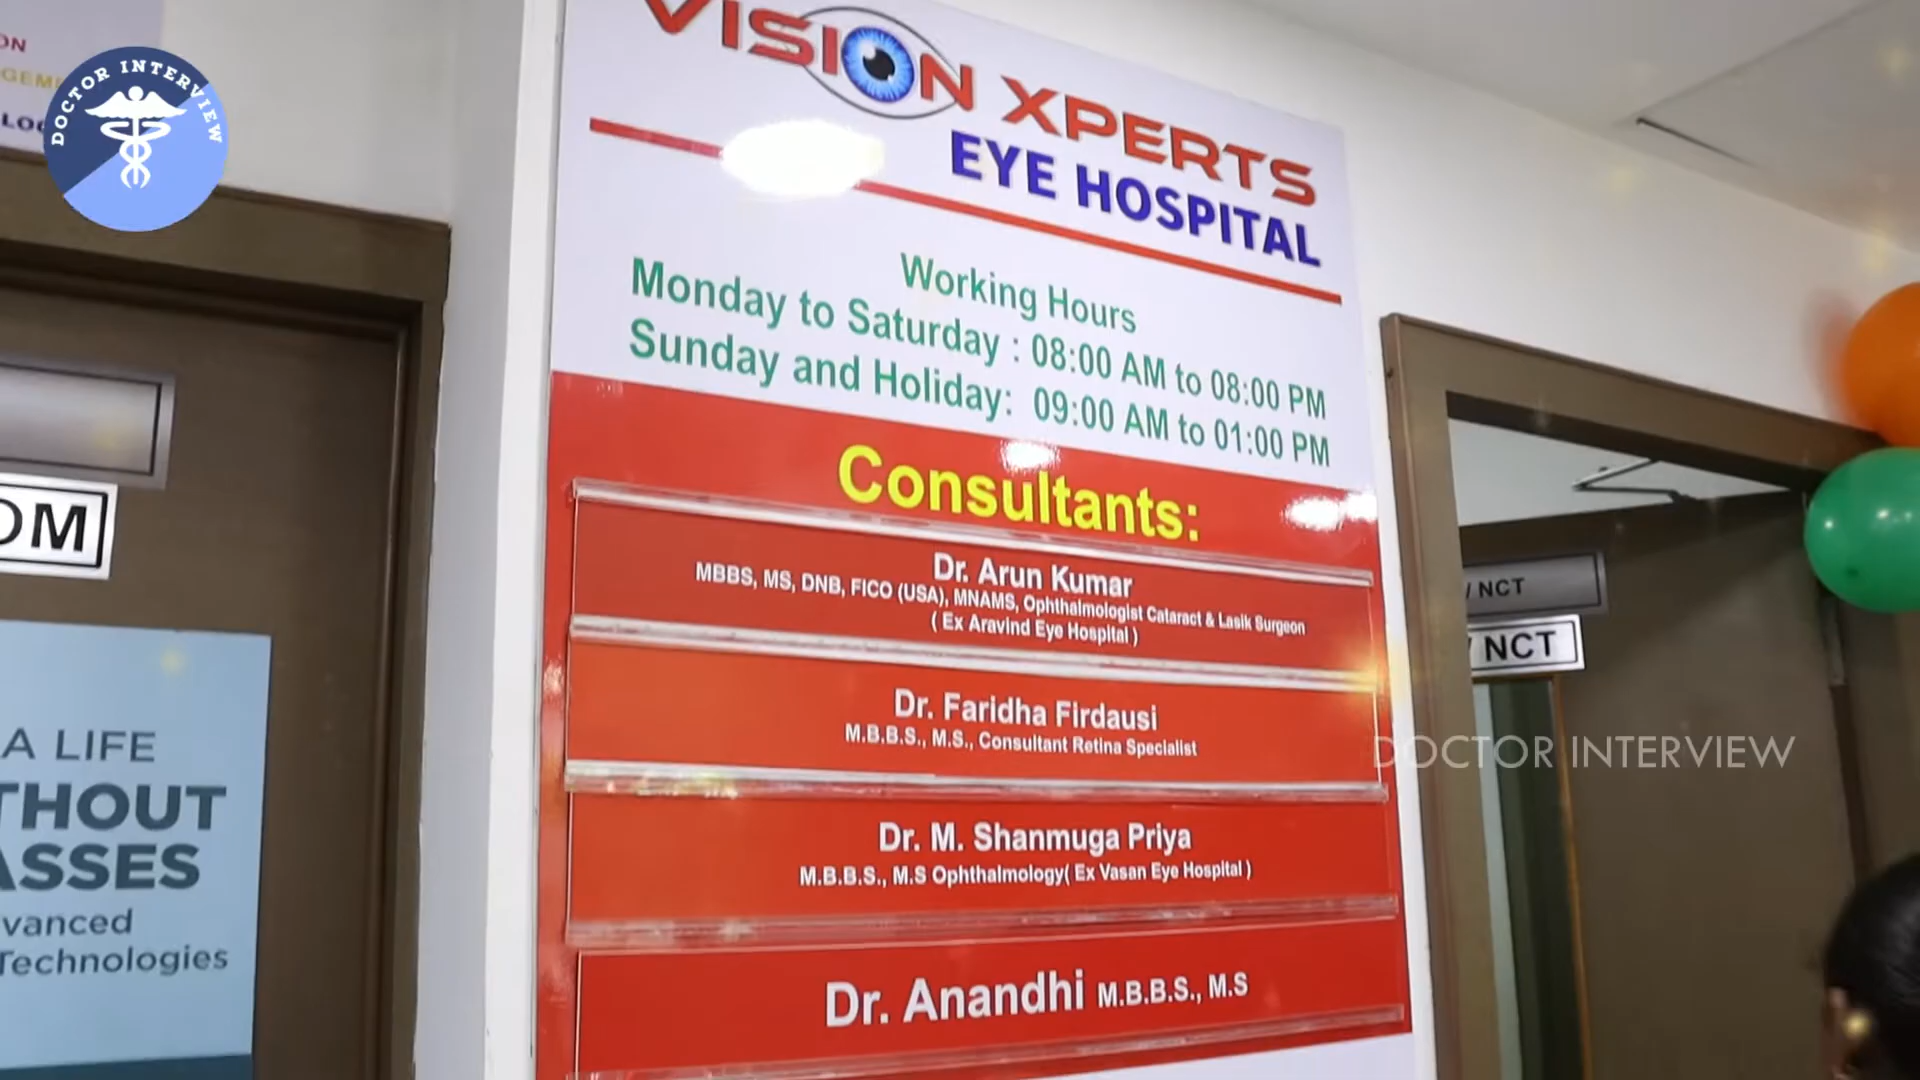 DOCTOR INTERVIEW
OM
A LIFE
THOUT
ASSES
vanced
Technologies
VISION XPERTS
EYE HOSPITAL
Working Hours
Monday to Saturday : 08:00 AM to 08:00 PM
Sunday and Holiday: 09:00 AM to 01:00 PM
Consultants:
Dr. Arun Kumar
MBBS, MS, DNB, FICO (USA), MNAMS, Ophthalmologist Cataract & Lasik Surgeon
( Ex Aravind Eye Hospital )
Dr. Faridha Firdausi
M.B.B.S., M.S., Consultant Retina Specialist
Dr. M. Shanmuga Priya
M.B.B.S., M.S Ophthalmology( Ex Vasan Eye Hospital )
Dr. Anandhi M.B.B.S., M.S
/ NCT
/ NCT
DOCTOR INTERVIEW